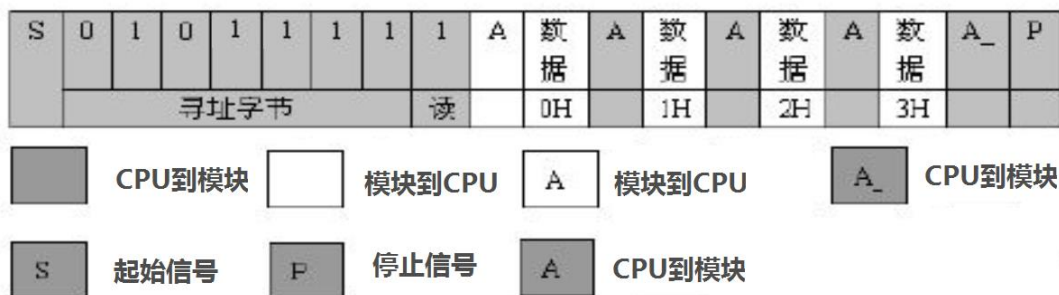 S 0 1 0 1 1 1 1 1 A 数据 A 数据 A 数据 A 数据 A_ P
寻址字节 读 0H 1H 2H 3H
CPU到模块 模块到CPU A 模块到CPU A_ CPU到模块
S 起始信号 P 停止信号 A CPU到模块